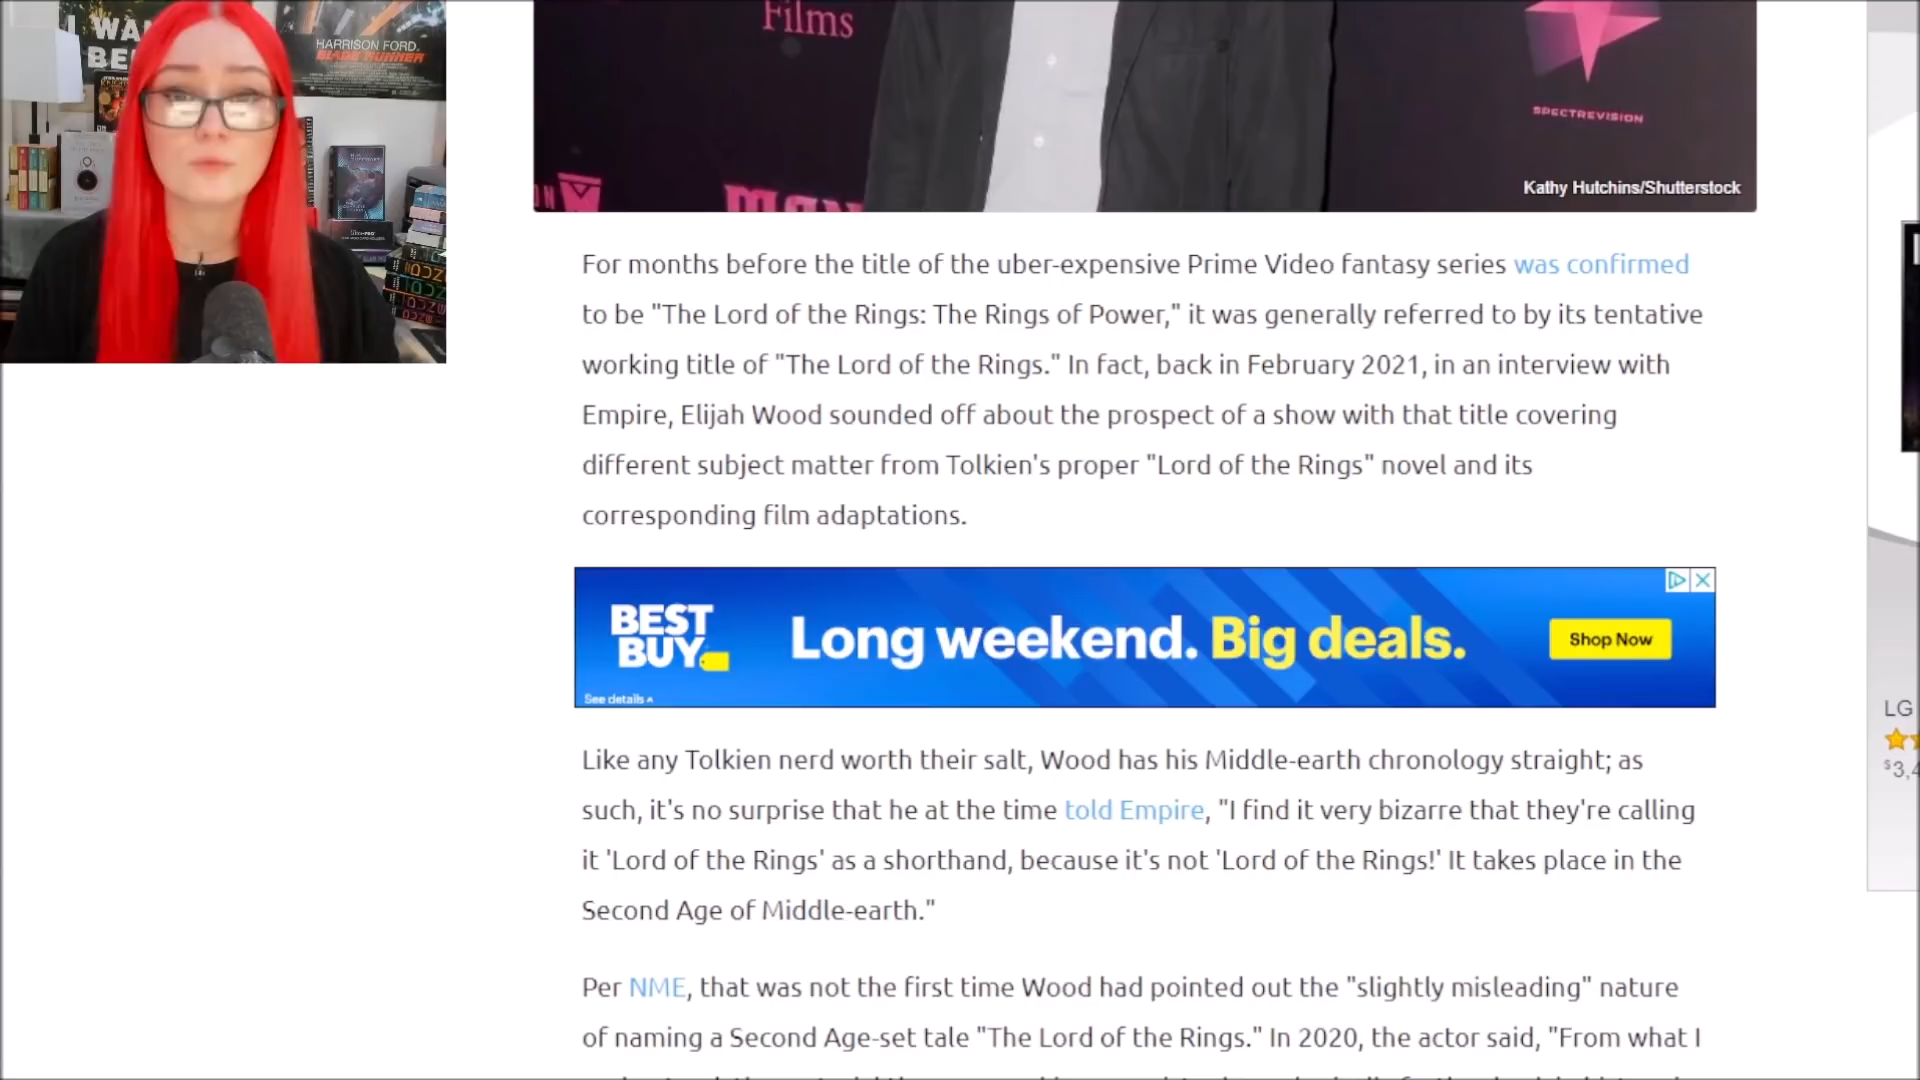 I WA
BE
HARRISON FORD.
BLADE RUNNER
Films
SPECTREVISION
Kathy Hutchins/Shutterstock
For months before the title of the uber-expensive Prime Video fantasy series was confirmed
to be "The Lord of the Rings: The Rings of Power," it was generally referred to by its tentative
working title of "The Lord of the Rings." In fact, back in February 2021, in an interview with
Empire, Elijah Wood sounded off about the prospect of a show with that title covering
different subject matter from Tolkien's proper "Lord of the Rings" novel and its
corresponding film adaptations.
BEST
BUY
Long weekend. Big deals.
Shop Now
See details ^
LG
$3,4
Like any Tolkien nerd worth their salt, Wood has his Middle-earth chronology straight; as
such, it's no surprise that he at the time told Empire, "I find it very bizarre that they're calling
it 'Lord of the Rings' as a shorthand, because it's not 'Lord of the Rings!' It takes place in the
Second Age of Middle-earth."
Per NME, that was not the first time Wood had pointed out the "slightly misleading" nature
of naming a Second Age-set tale "The Lord of the Rings." In 2020, the actor said, "From what I